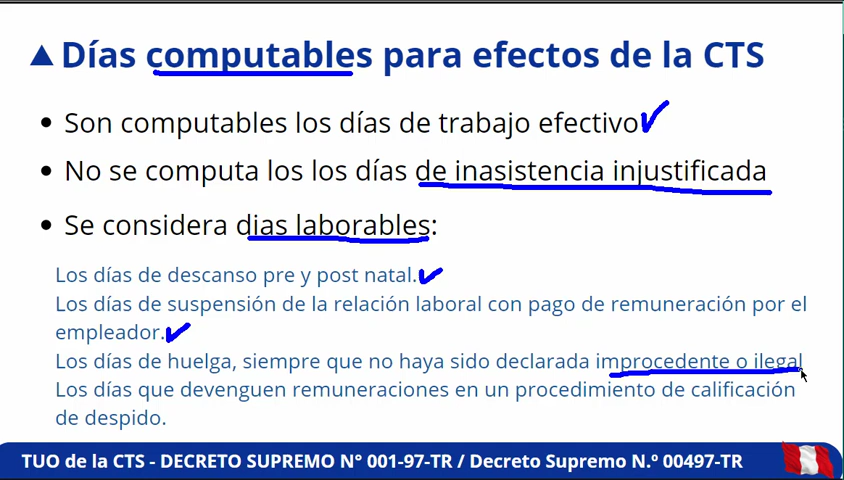 Días computables para efectos de la CTS
Son computables los días de trabajo efectivo
No se computa los los días de inasistencia injustificada
Se considera dias laborables:
Los días de descanso pre y post natal.
Los días de suspensión de la relación laboral con pago de remuneración por el
empleador.
Los días de huelga, siempre que no haya sido declarada improcedente o ilegal
Los días que devenguen remuneraciones en un procedimiento de calificación
de despido.
TUO de la CTS - DECRETO SUPREMO N° 001-97-TR / Decreto Supremo N.º 00497-TR